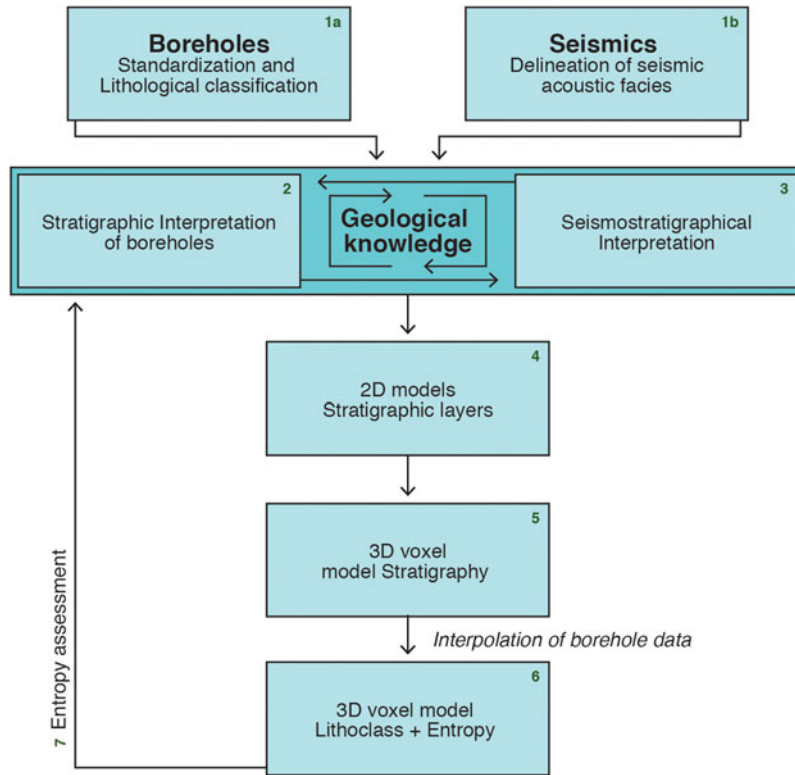 1a
Boreholes
Standardization and
Lithological classification
1b
Seismics
Delineation of seismic
acoustic facies
2
Stratigraphic Interpretation
of boreholes
Geological
knowledge
3
Seismostratigraphical
Interpretation
4
2D models
Stratigraphic layers
5
3D voxel
model Stratigraphy
Interpolation of borehole data
6
3D voxel model
Lithoclass + Entropy
7 Entropy assessment